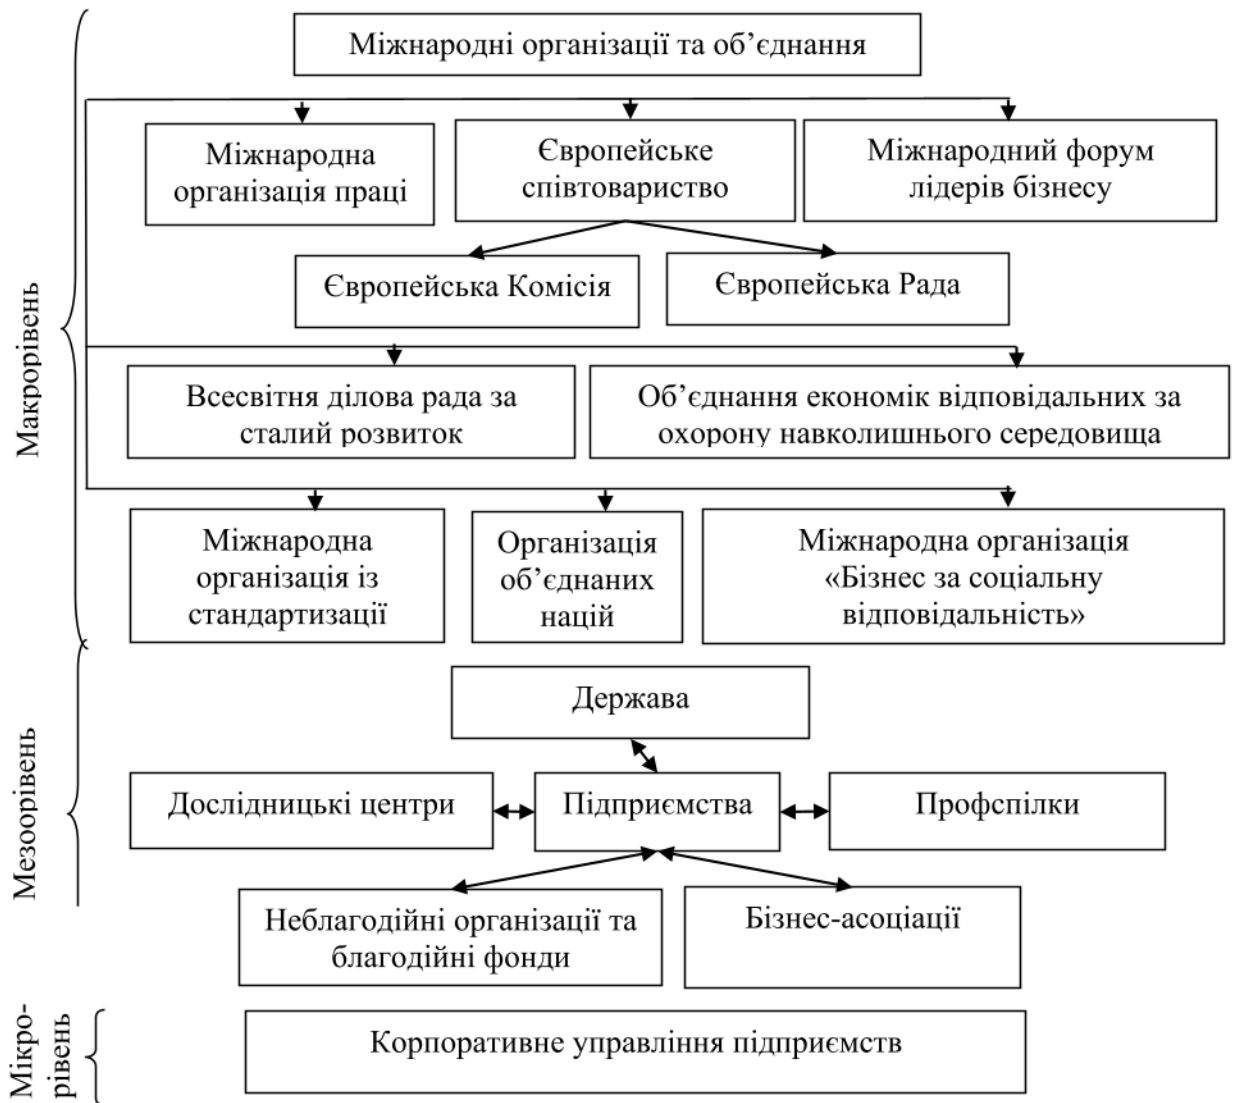 Міжнародні організації та об’єднання
Міжнародна
організація праці
Європейське
співтовариство
Міжнародний форум
лідерів бізнесу
Європейська Комісія
Європейська Рада
Макрорівень
Всесвітня ділова рада за
сталий розвиток
Об’єднання економік відповідальних за
охорону навколишнього середовища
Міжнародна
організація із
стандартизації
Організація
об’єднаних
націй
Міжнародна організація
«Бізнес за соціальну
відповідальність»
Мезоорівень
Держава
Дослідницькі центри
Підприємства
Профспілки
Неблагодійні організації та
благодійні фонди
Бізнес-асоціації
Мікро-
рівень
Корпоративне управління підприємств